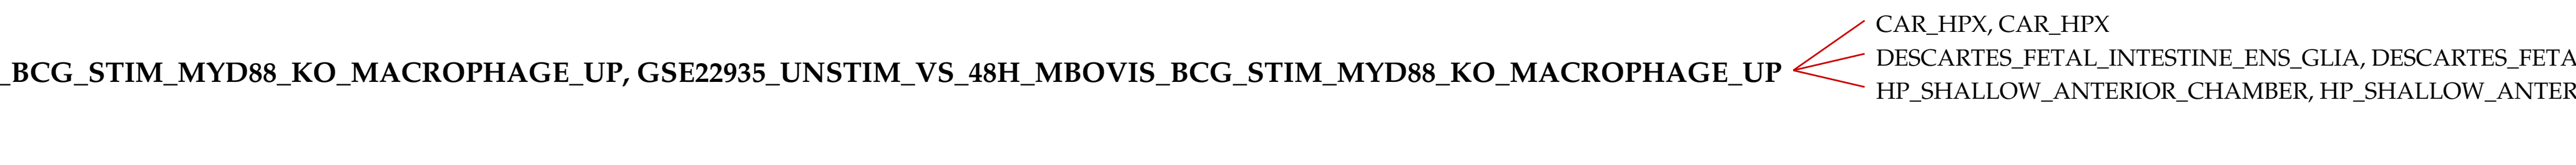 CAR_HPX, CAR_HPX
DESCARTES_FETAL_INTESTINE_ENS_GLIA, DESCARTES_FETA
_BCG_STIM_MYD88_KO_MACROPHAGE_UP, GSE22935_UNSTIM_VS_48H_MBOVIS_BCG_STIM_MYD88_KO_MACROPHAGE_UP
HP_SHALLOW_ANTERIOR_CHAMBER, HP_SHALLOW_ANTER